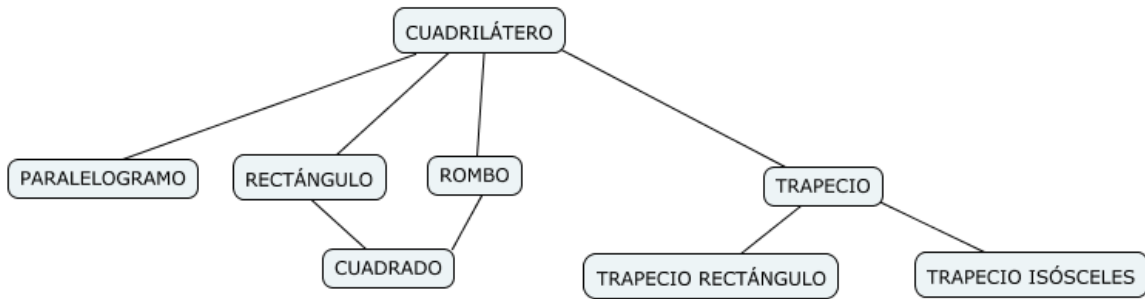 CUADRILÁTERO
PARALELOGRAMO
RECTÁNGULO
ROMBO
TRAPECIO
CUADRADO
TRAPECIO RECTÁNGULO
TRAPECIO ISÓSCELES